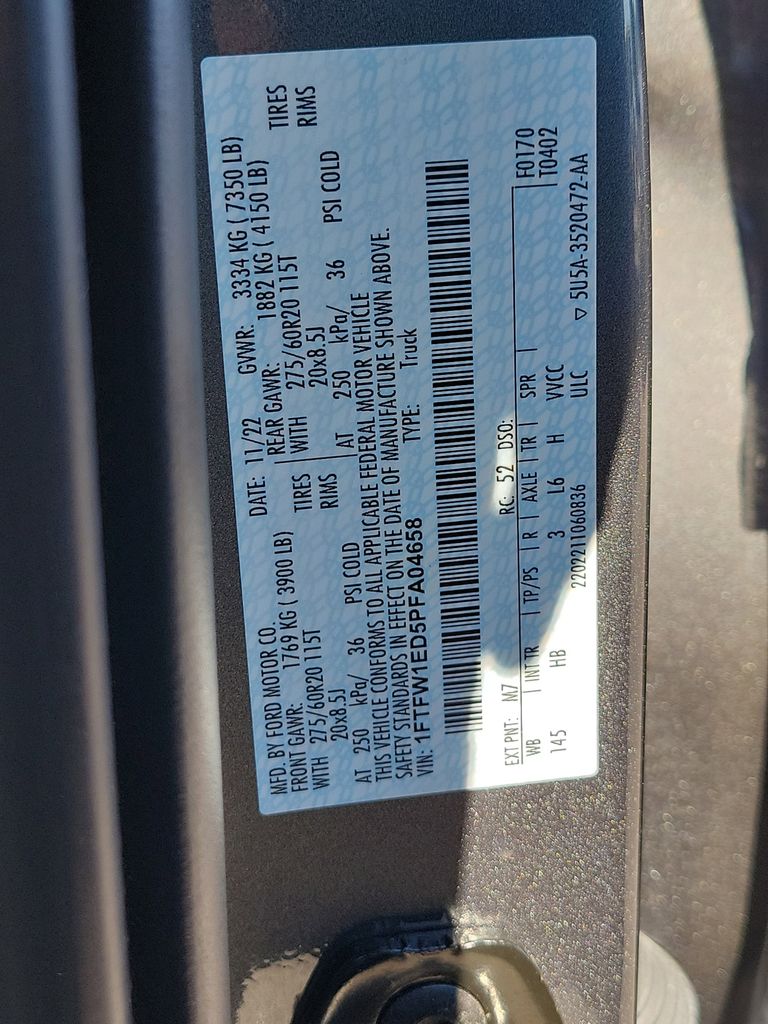 MFD. BY FORD MOTOR CO.
DATE: 11/22 GVWR: 3334 KG ( 7350 LB)
FRONT GAWR: 1769 KG ( 3900 LB)
REAR GAWR: 1882 KG ( 4150 LB)
WITH 275/60R20 115T TIRES
WITH 275/60R20 115T TIRES
20x8.5J RIMS
20x8.5J RIMS
AT 250 kPa/ 36 PSI COLD
AT 250 kPa/ 36 PSI COLD
THIS VEHICLE CONFORMS TO ALL APPLICABLE FEDERAL MOTOR VEHICLE
SAFETY STANDARDS IN EFFECT ON THE DATE OF MANUFACTURE SHOWN ABOVE.
VIN: 1FTFW1ED5PFA04658 TYPE: Truck
EXT PNT: M7 RC: 52 DSO: F0170
WB INT TR TP/PS R AXLE TR SPR T0402
145 HB 3 L6 H VVCC
2202211060836 ULC ▽ 5U5A-3520472-AA